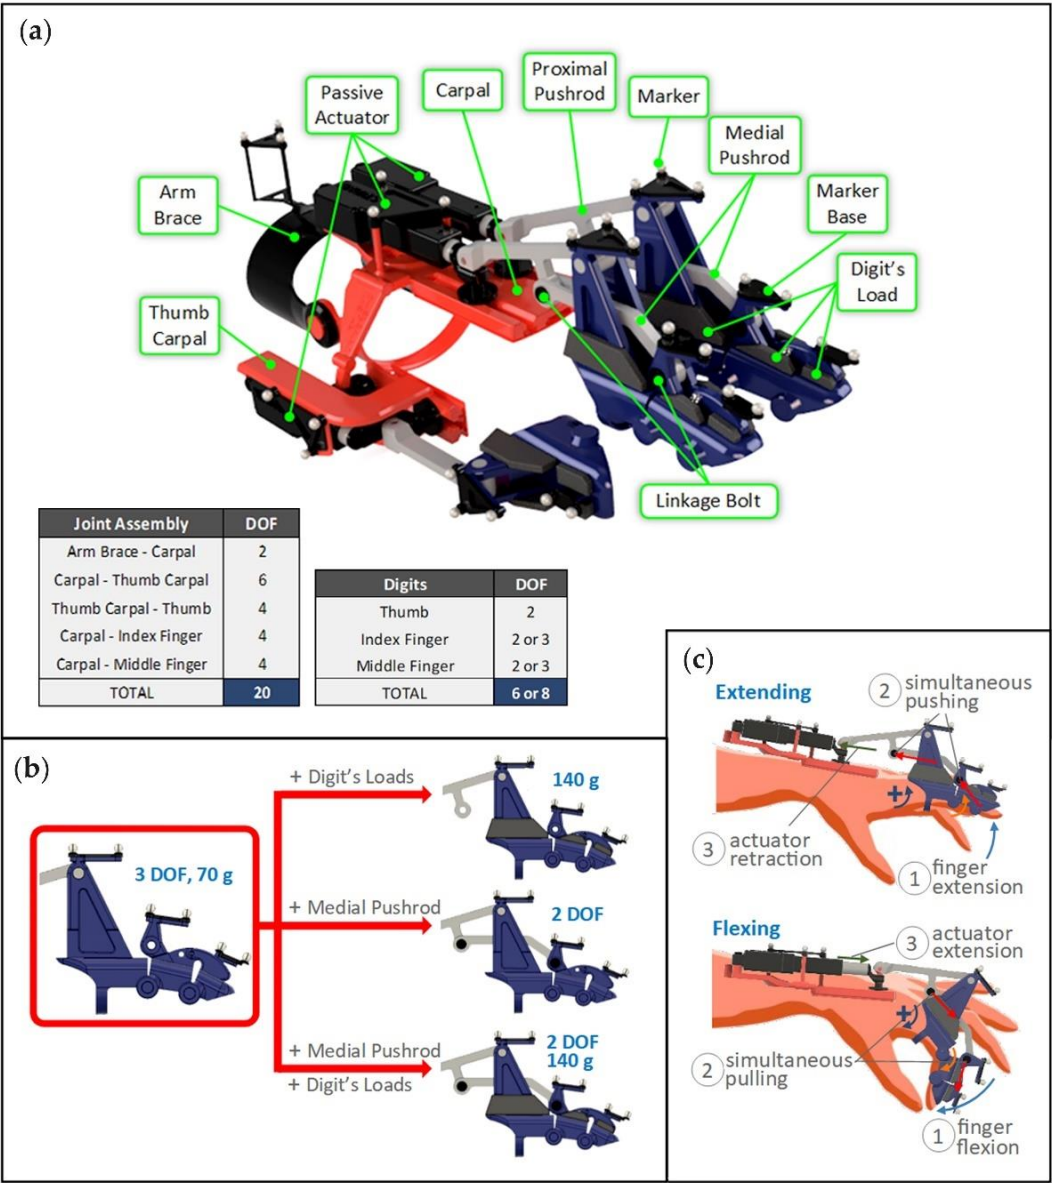 (a)
Passive
Actuator
Carpal
Proximal
Pushrod
Marker
Medial
Pushrod
Arm
Brace
Marker
Base
Digit's
Load
Thumb
Carpal
Linkage Bolt
Joint Assembly DOF
Arm Brace - Carpal 2
Carpal - Thumb Carpal 6
Thumb Carpal - Thumb 4
Carpal - Index Finger 4
Carpal - Middle Finger 4
TOTAL 20
Digits DOF
Thumb 2
Index Finger 2 or 3
Middle Finger 2 or 3
TOTAL 6 or 8
(b)
3 DOF, 70 g
+ Digit's Loads
140 g
+ Medial Pushrod
2 DOF
+ Medial Pushrod
+ Digit's Loads
2 DOF
140 g
(c)
Extending
2 simultaneous
pushing
+
3 actuator
retraction
1 finger
extension
Flexing
3 actuator
extension
+
2 simultaneous
pulling
1 finger
flexion